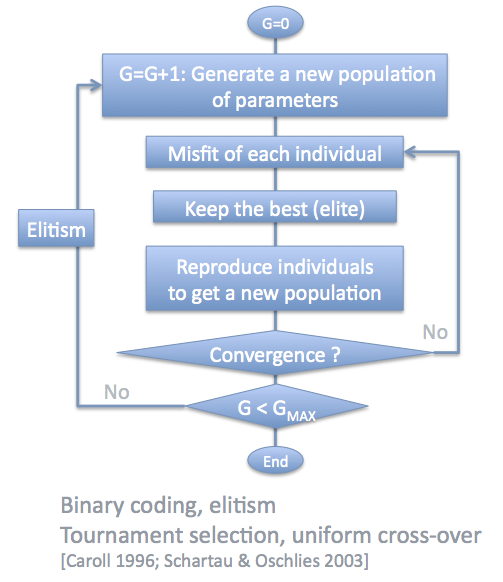 G=0
G=G+1: Generate a new population
of parameters
Misfit of each individual
Keep the best (elite)
Elitism
Reproduce individuals
to get a new population
No
Convergence ?
No
G < GMAX
End
Binary coding, elitism
Tournament selection, uniform cross-over
[Caroll 1996; Schartau & Oschlies 2003]